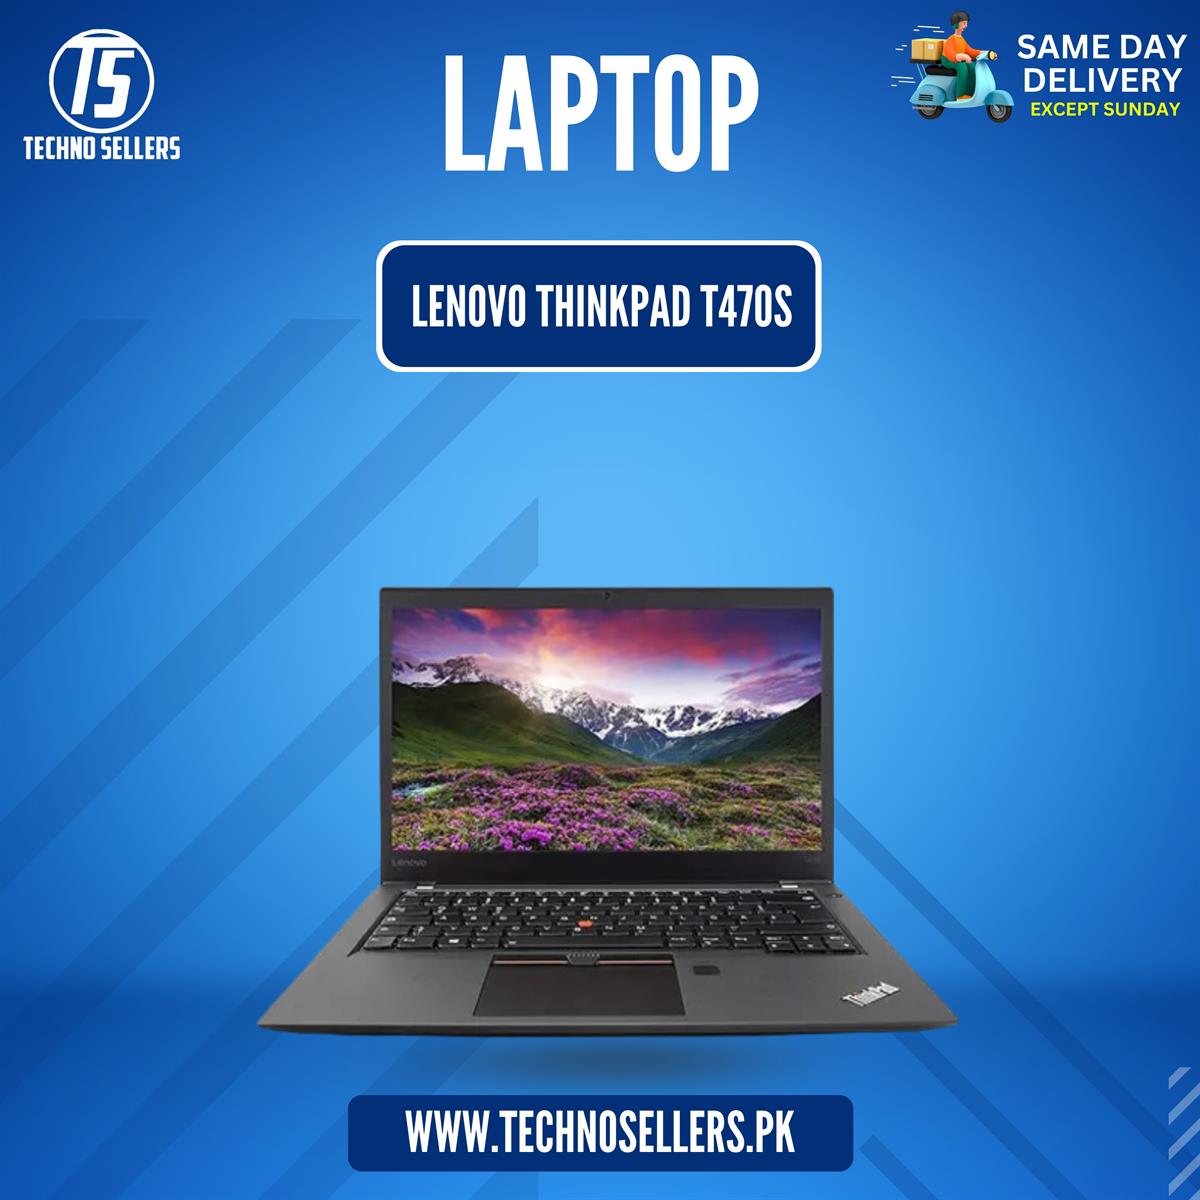 TS
TECHNO SELLERS
LAPTOP
SAME DAY
DELIVERY
EXCEPT SUNDAY
LENOVO THINKPAD T470S
Lenovo
ThinkPad
WWW.TECHNOSELLERS.PK